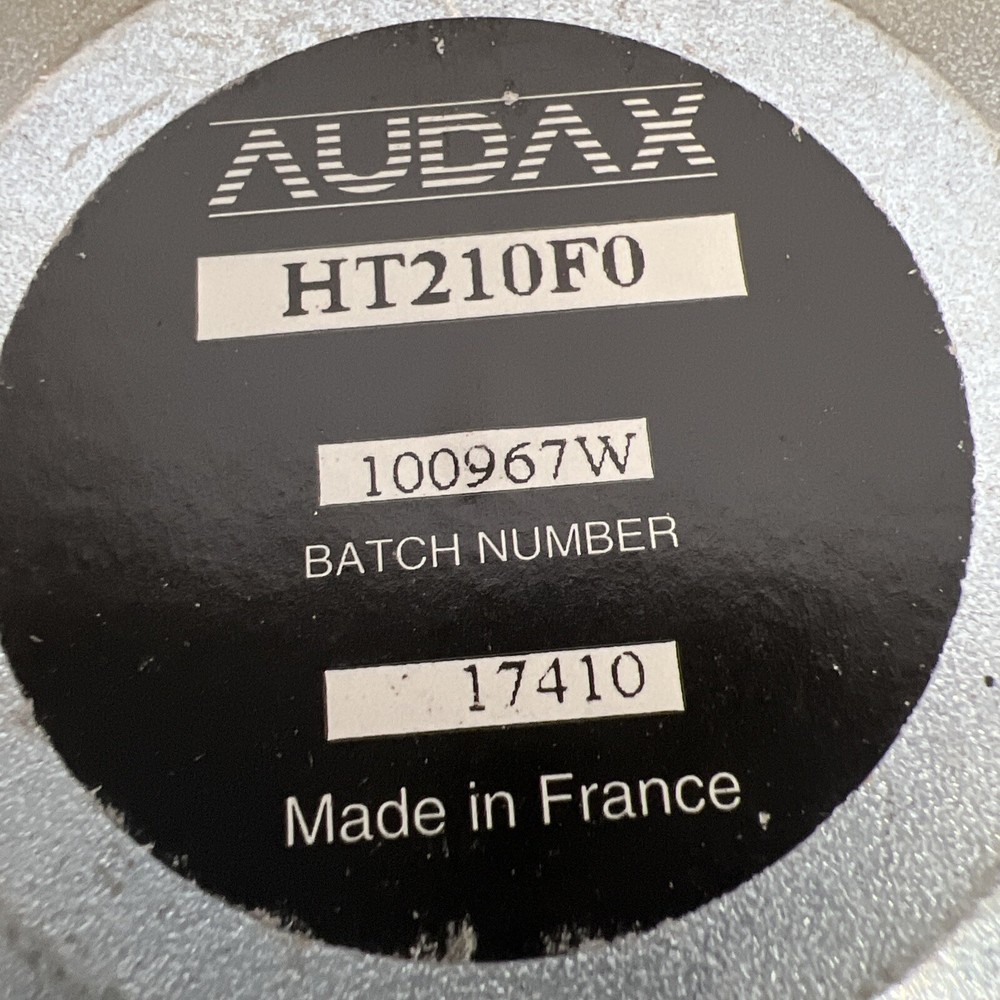 AUDAX
HT210F0
100967W
BATCH NUMBER
17410
Made in France